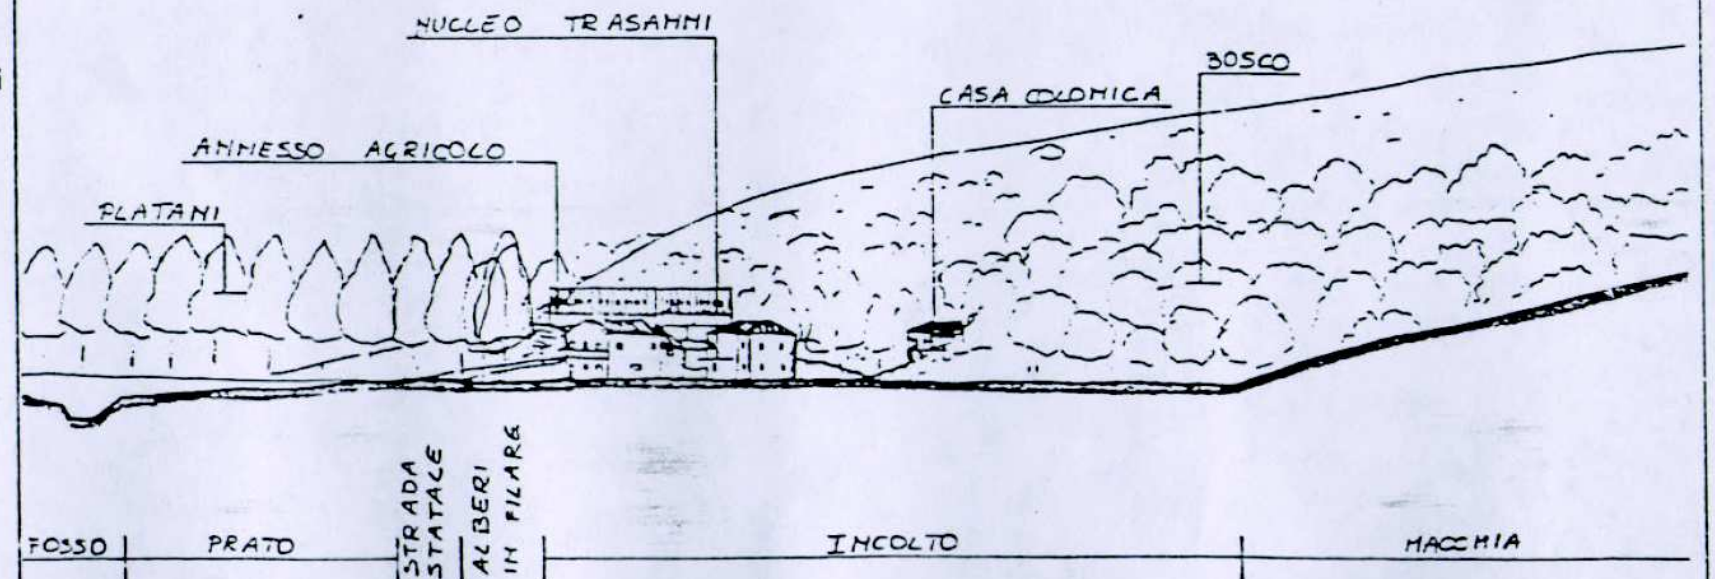 NUCLEO TRASANNI
BOSCO
CASA COLONICA
ANNESSO AGRICOLO
PLATANI
FOSSO
PRATO
STRADA
STATALE
ALBERI
IN FILARE
INCOLTO
MACCHIA